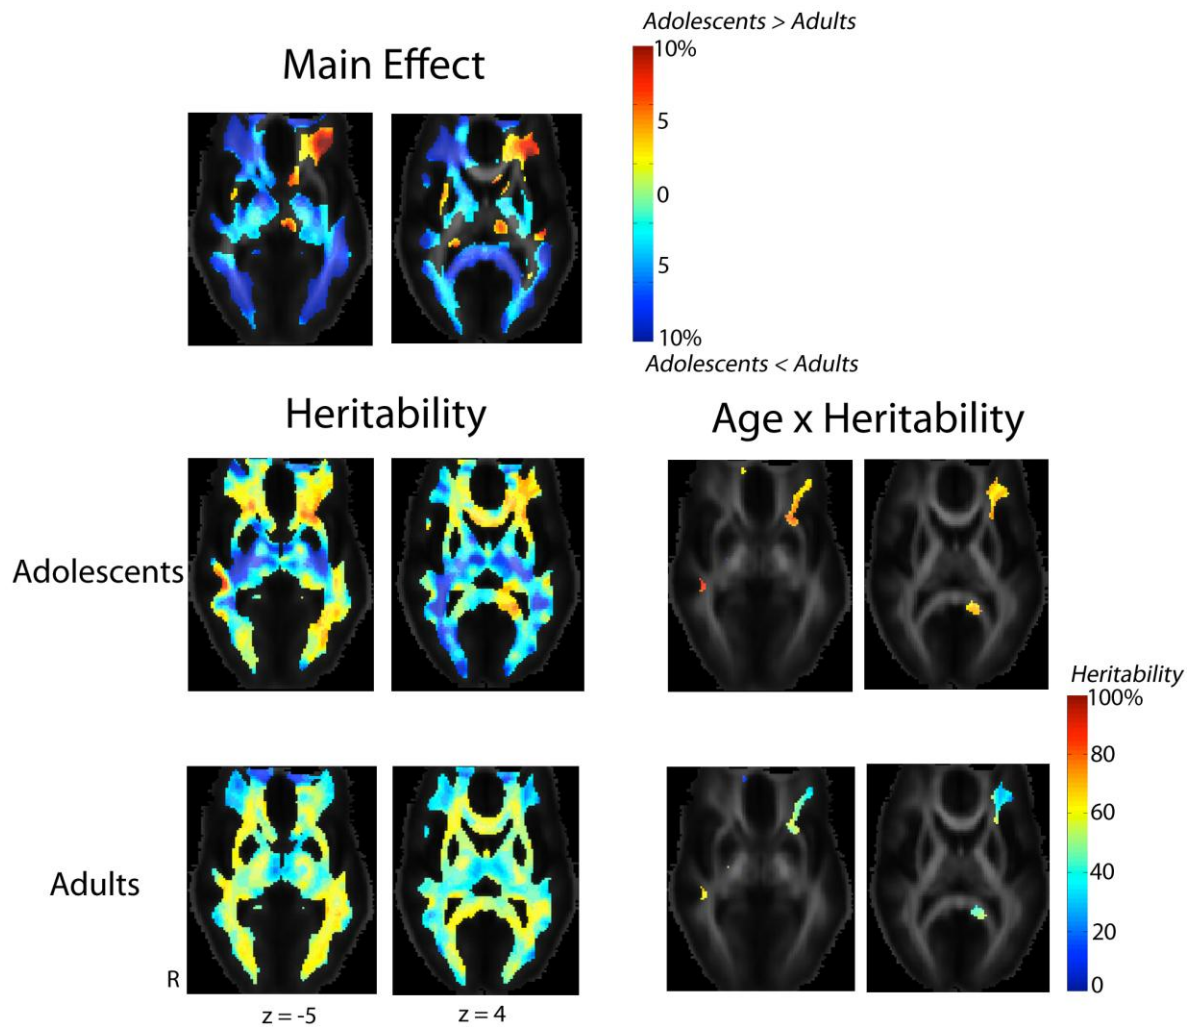 Adolescents > Adults
Main Effect
10%
5
0
5
10%
Adolescents < Adults
Heritability
Age x Heritability
Adolescents
Heritability
100%
80
60
40
20
0
Adults
R
z = -5
z = 4